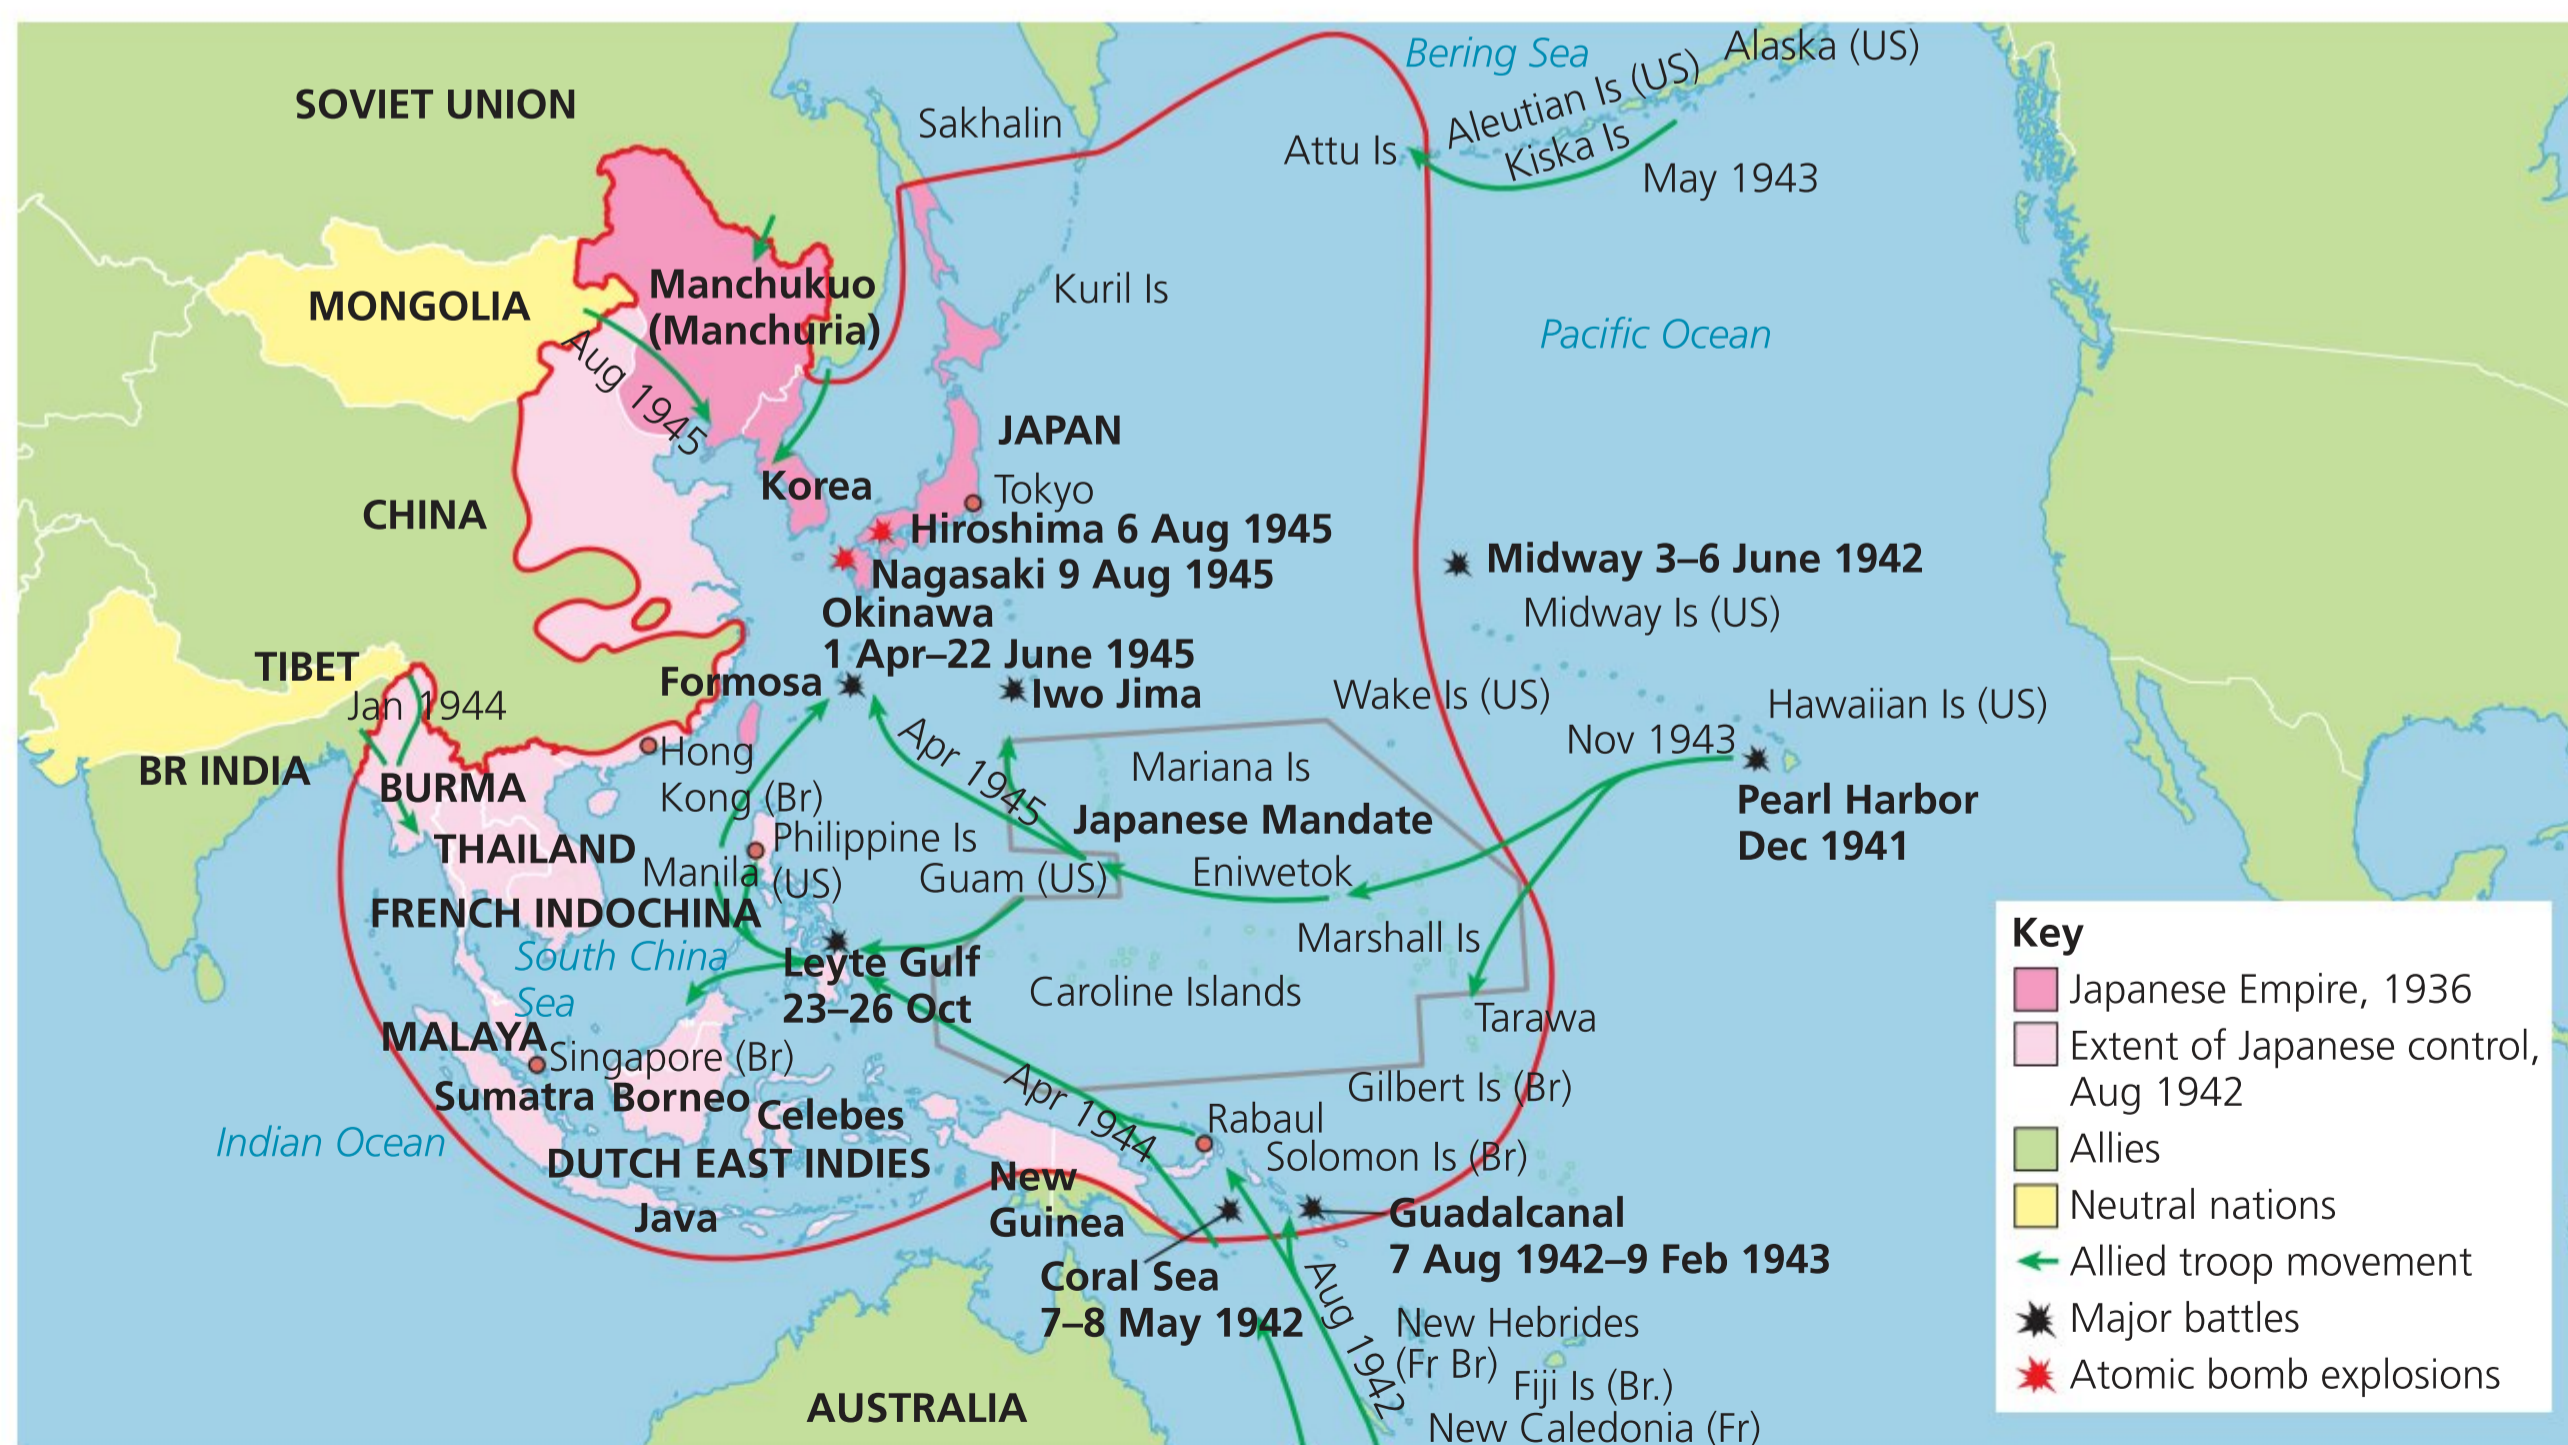 Bering Sea
Alaska (US)
Aleutian Is (US)
Kiska Is
Attu Is
May 1943
SOVIET UNION
Sakhalin
MONGOLIA
Manchukuo
(Manchuria)
Kuril Is
Pacific Ocean
Aug 1945
JAPAN
Tokyo
Korea
CHINA
Hiroshima 6 Aug 1945
Nagasaki 9 Aug 1945
Okinawa
1 Apr–22 June 1945
Midway 3–6 June 1942
Midway Is (US)
TIBET
Jan 1944
Formosa
Iwo Jima
Wake Is (US)
Hawaiian Is (US)
Nov 1943
Pearl Harbor
Dec 1941
BR INDIA
BURMA
Hong
Kong (Br)
Apr 1945
Mariana Is
Japanese Mandate
THAILAND
Manila
Philippine Is
(US)
Guam (US)
Eniwetok
FRENCH INDOCHINA
South China
Sea
Leyte Gulf
23–26 Oct
Caroline Islands
Marshall Is
Tarawa
MALAYA
Singapore (Br)
Sumatra
Borneo
Celebes
Apr 1944
Gilbert Is (Br)
Rabaul
Solomon Is (Br)
Indian Ocean
DUTCH EAST INDIES
Java
New
Guinea
Guadalcanal
7 Aug 1942–9 Feb 1943
Coral Sea
7–8 May 1942
Aug 1942
New Hebrides
(Fr Br)
Fiji Is (Br.)
New Caledonia (Fr)
AUSTRALIA
Key
Japanese Empire, 1936
Extent of Japanese control,
Aug 1942
Allies
Neutral nations
Allied troop movement
Major battles
Atomic bomb explosions